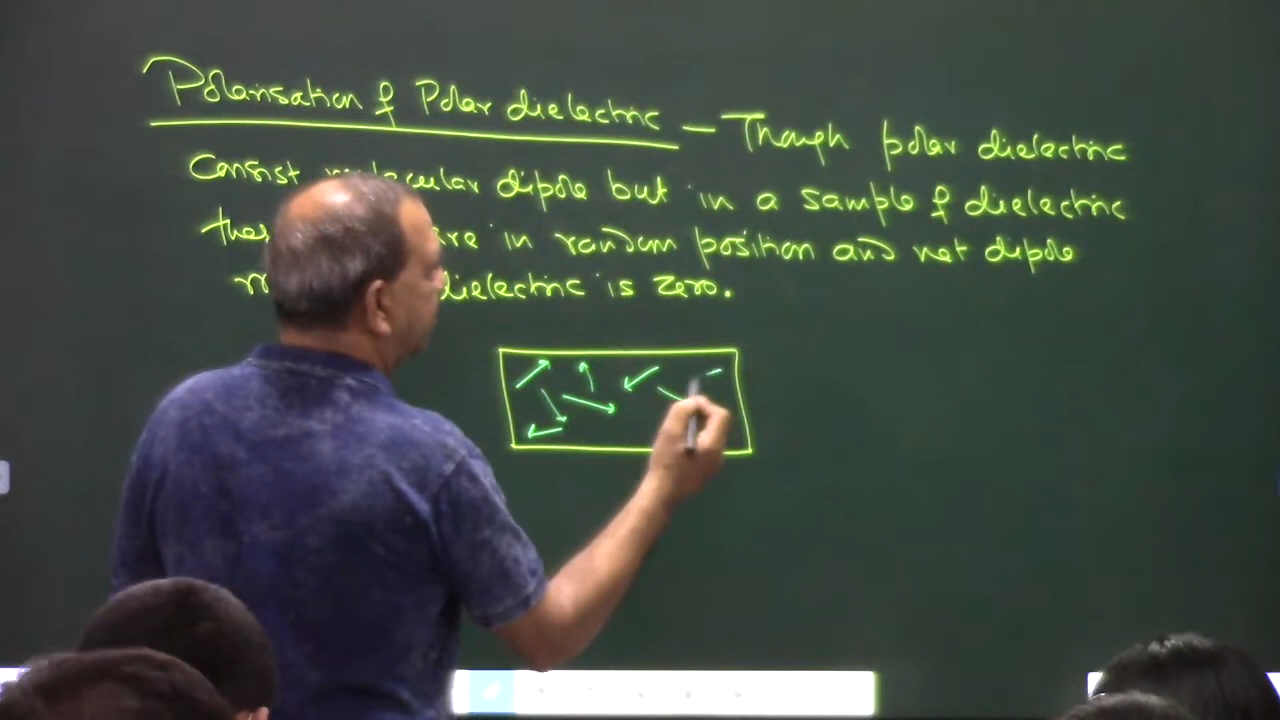 Polarisation of Polar dielectric – Though polar dielectric
Consist molecular dipole but in a sample of dielectric
are in random position and net dipole
dielectric is zero.